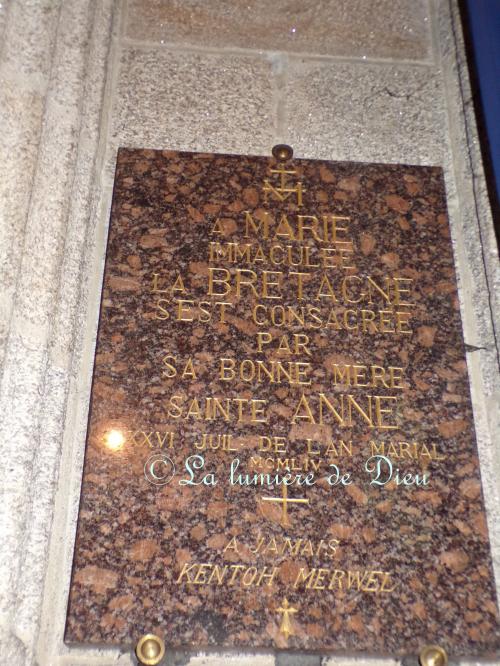 A MARIE
IMMACULÉE
LA BRETAGNE
S'EST CONSACRÉE
PAR
SA BONNE MÈRE
SAINTE ANNE
XXVI JUIL. DE L'AN MARIAL
MCMLIV
©La lumière de Dieu
A JAMAIS
KENTOH MERWEL